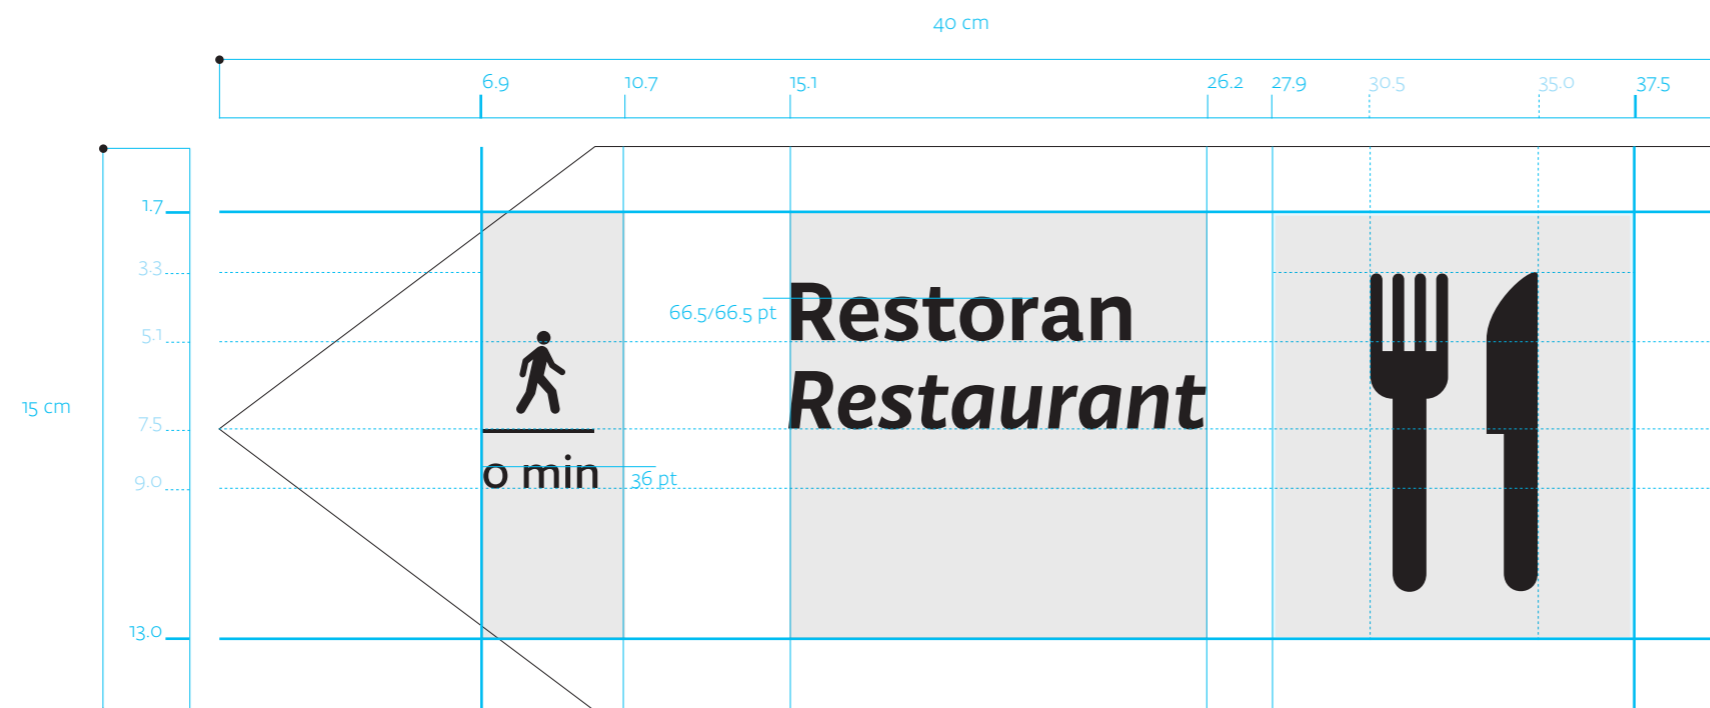 40 cm
6.9 10.7 15.1 26.2 27.9 30.5 35.0 37.5
1.7
3.3
5.1
15 cm
7.5
9.0
13.0
66.5/66.5 pt
Restoran
Restaurant
0 min
36 pt